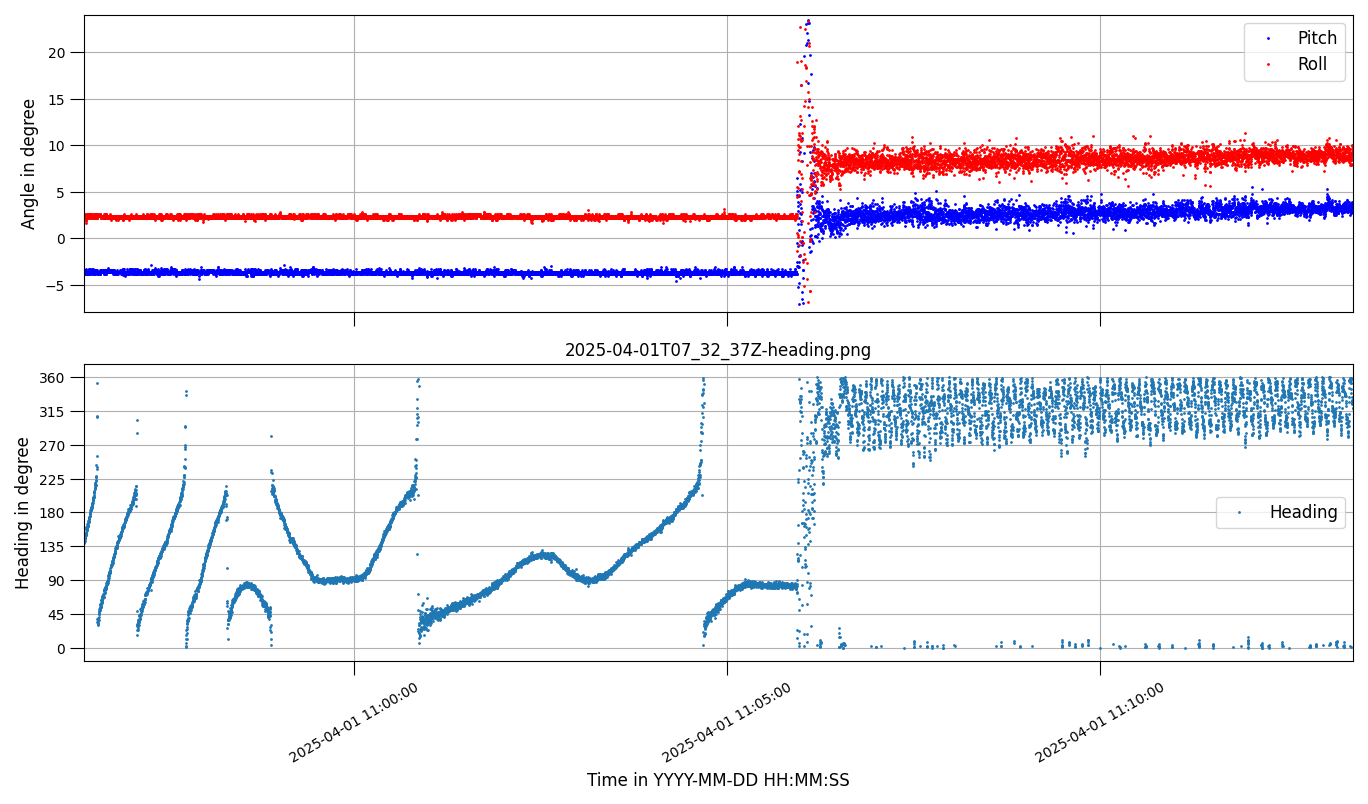 Angle in degree
20
15
10
5
0
−5
Pitch
Roll
2025-04-01T07_32_37Z-heading.png
Heading in degree
360
315
270
225
180
135
90
45
0
Heading
2025-04-01 11:00:00
2025-04-01 11:05:00
2025-04-01 11:10:00
Time in YYYY-MM-DD HH:MM:SS